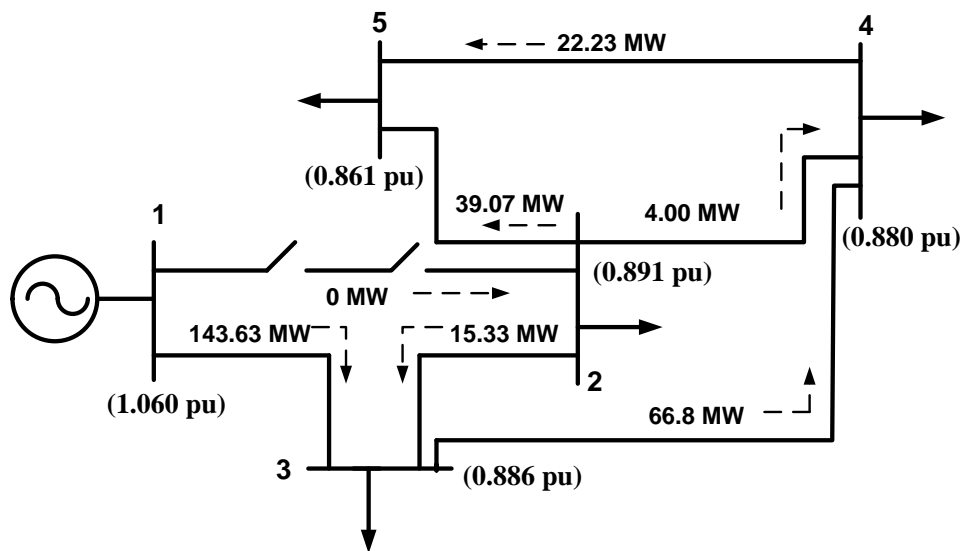 5
4
22.23 MW
(0.861 pu)
39.07 MW
4.00 MW
(0.880 pu)
1
(0.891 pu)
0 MW
143.63 MW
15.33 MW
2
(1.060 pu)
66.8 MW
3
(0.886 pu)